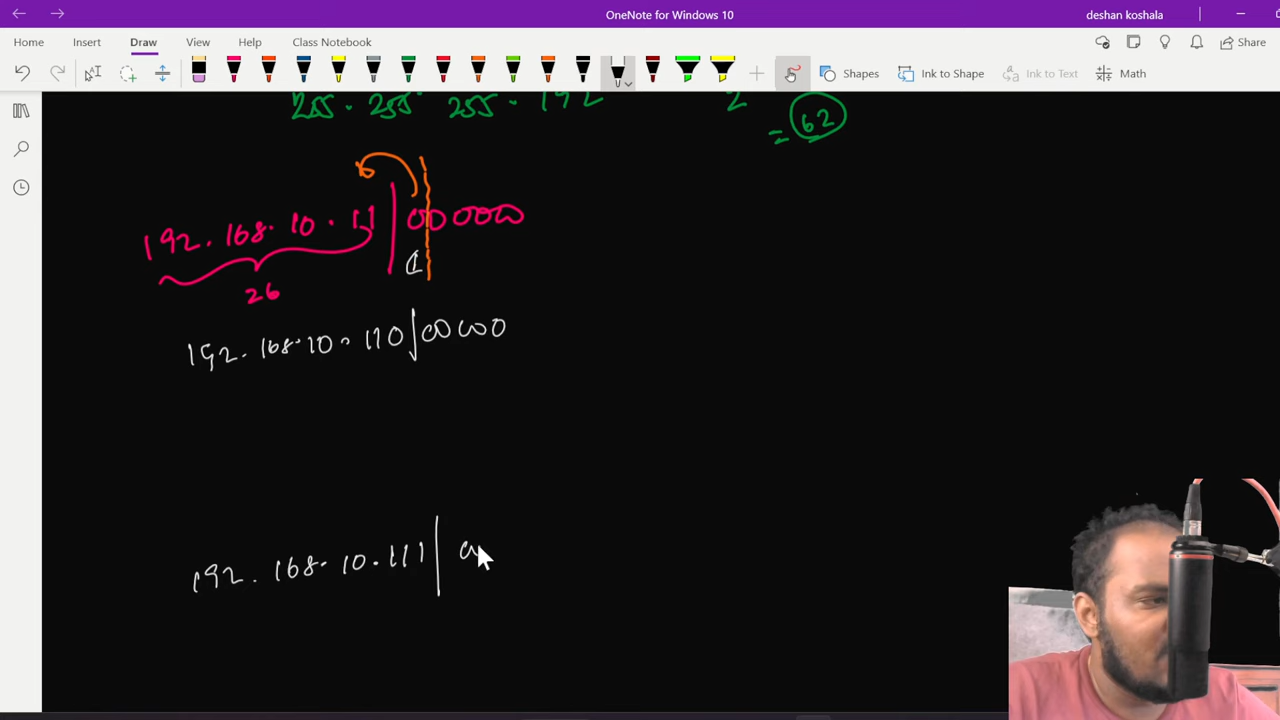 OneNote for Windows 10
deshan koshala
Home Insert Draw View Help Class Notebook
Share
Shapes Ink to Shape Ink to Text Math
255. 255. 255. 192
2
= 62
192. 168. 10. 11|000000
1
26
192. 168. 10. 110|00000
192. 168. 10. 111|